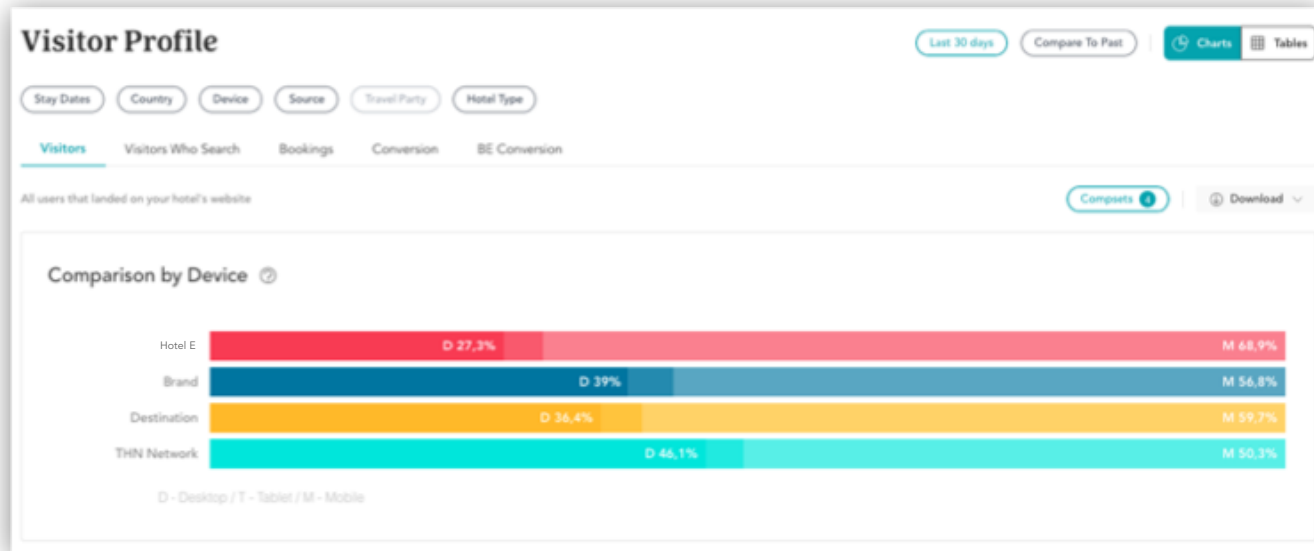 Visitor Profile
Last 30 days Compare To Past Charts Tables
Stay Dates Country Device Source Travel Party Hotel Type
Visitors Visitors Who Search Bookings Conversion BE Conversion
All users that landed on your hotel's website
Compsets 4 Download
Comparison by Device ?
Hotel E D 27,3% M 68,9%
Brand D 39% M 56,8%
Destination D 36,4% M 59,7%
THN Network D 46,1% M 50,3%
D - Desktop / T - Tablet / M - Mobile